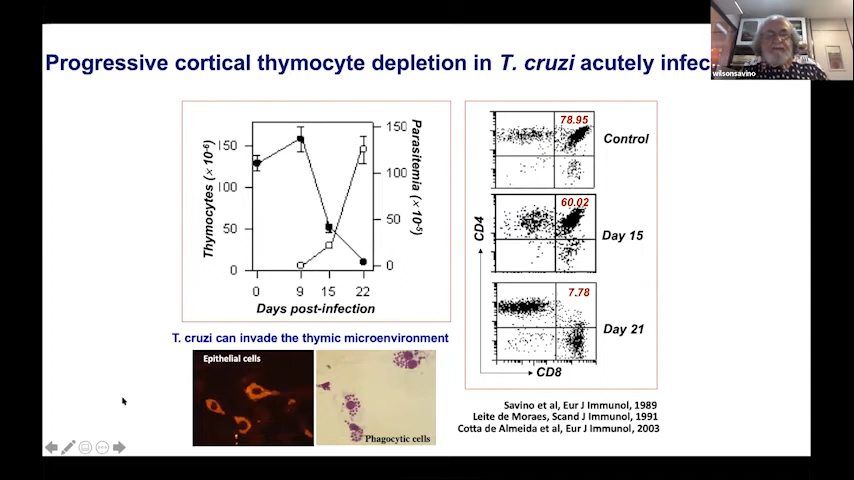 Progressive cortical thymocyte depletion in T. cruzi acutely infec
wilsonsavino
Thymocytes (× 10-6)
150
100
50
0
Parasitemia (× 10-5)
150
100
50
0
0 9 15 22
Days post-infection
78.95
Control
60.02
Day 15
7.78
Day 21
CD4
CD8
T. cruzi can invade the thymic microenvironment
Epithelial cells
Phagocytic cells
Savino et al, Eur J Immunol, 1989
Leite de Moraes, Scand J Immunol, 1991
Cotta de Almeida et al, Eur J Immunol, 2003